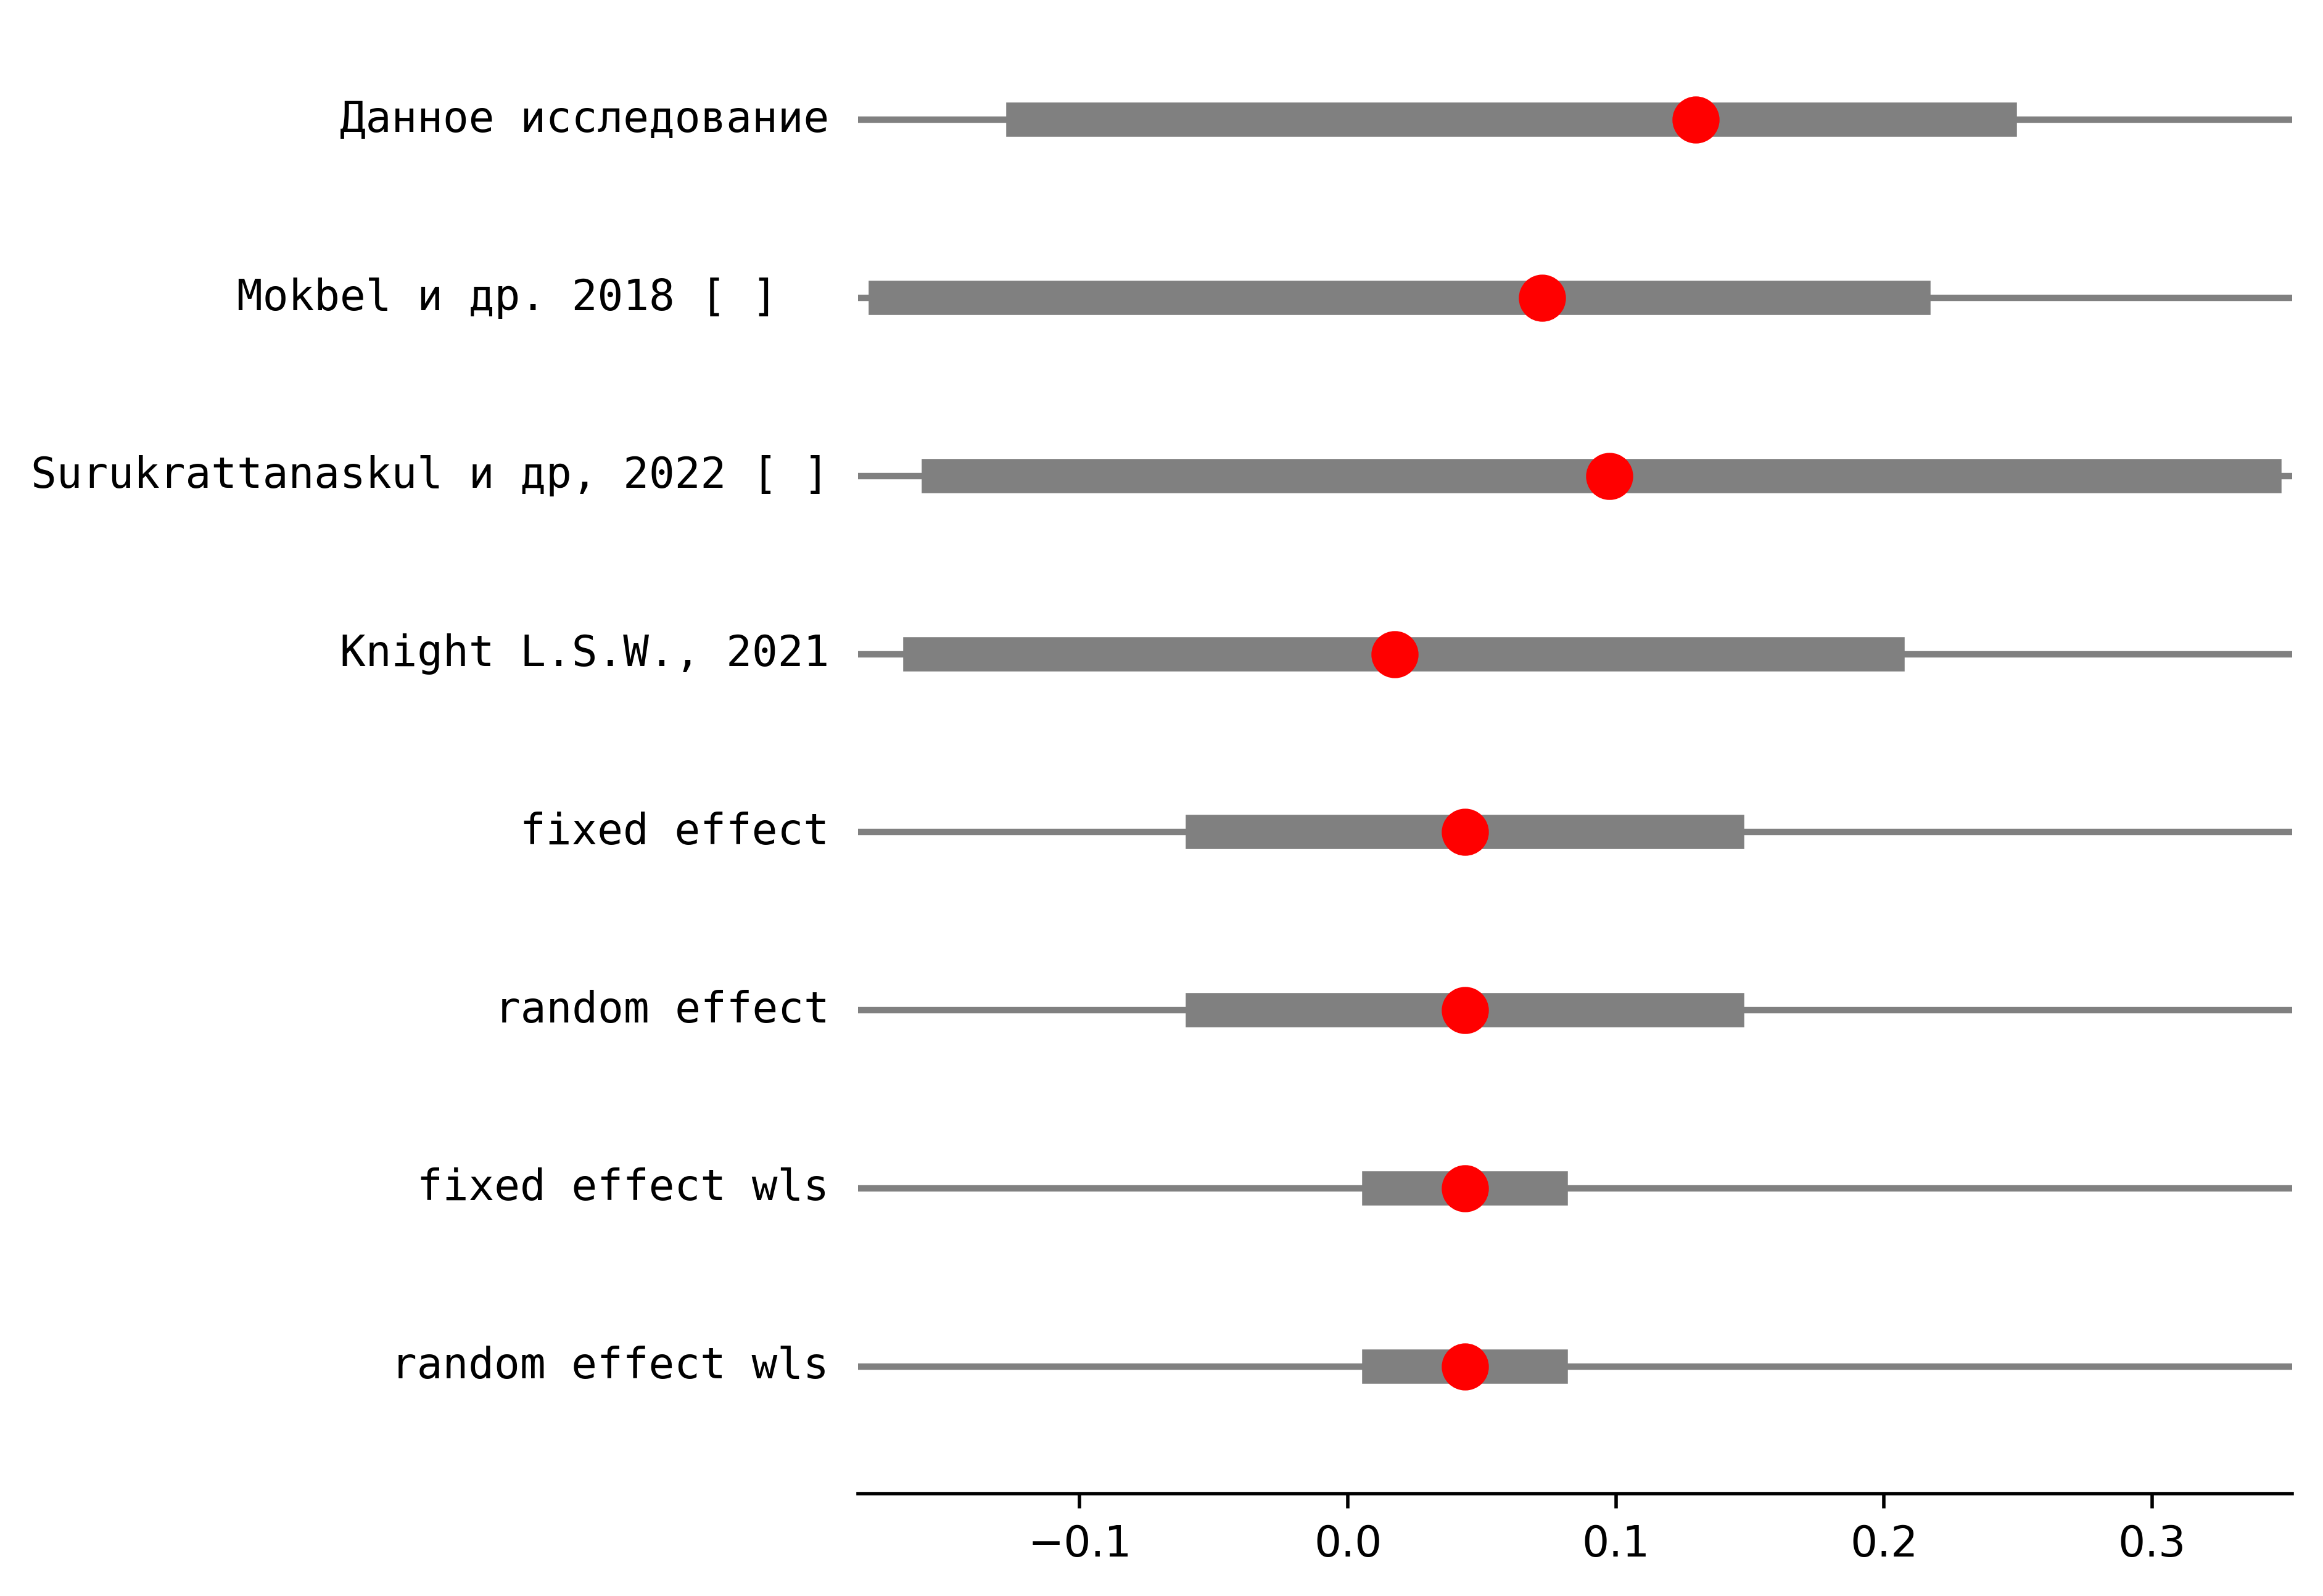 Данное исследование
Mokbel и др. 2018 [ ]
Surukrattanaskul и др, 2022 [ ]
Knight L.S.W., 2021
fixed effect
random effect
fixed effect wls
random effect wls
−0.1 0.0 0.1 0.2 0.3